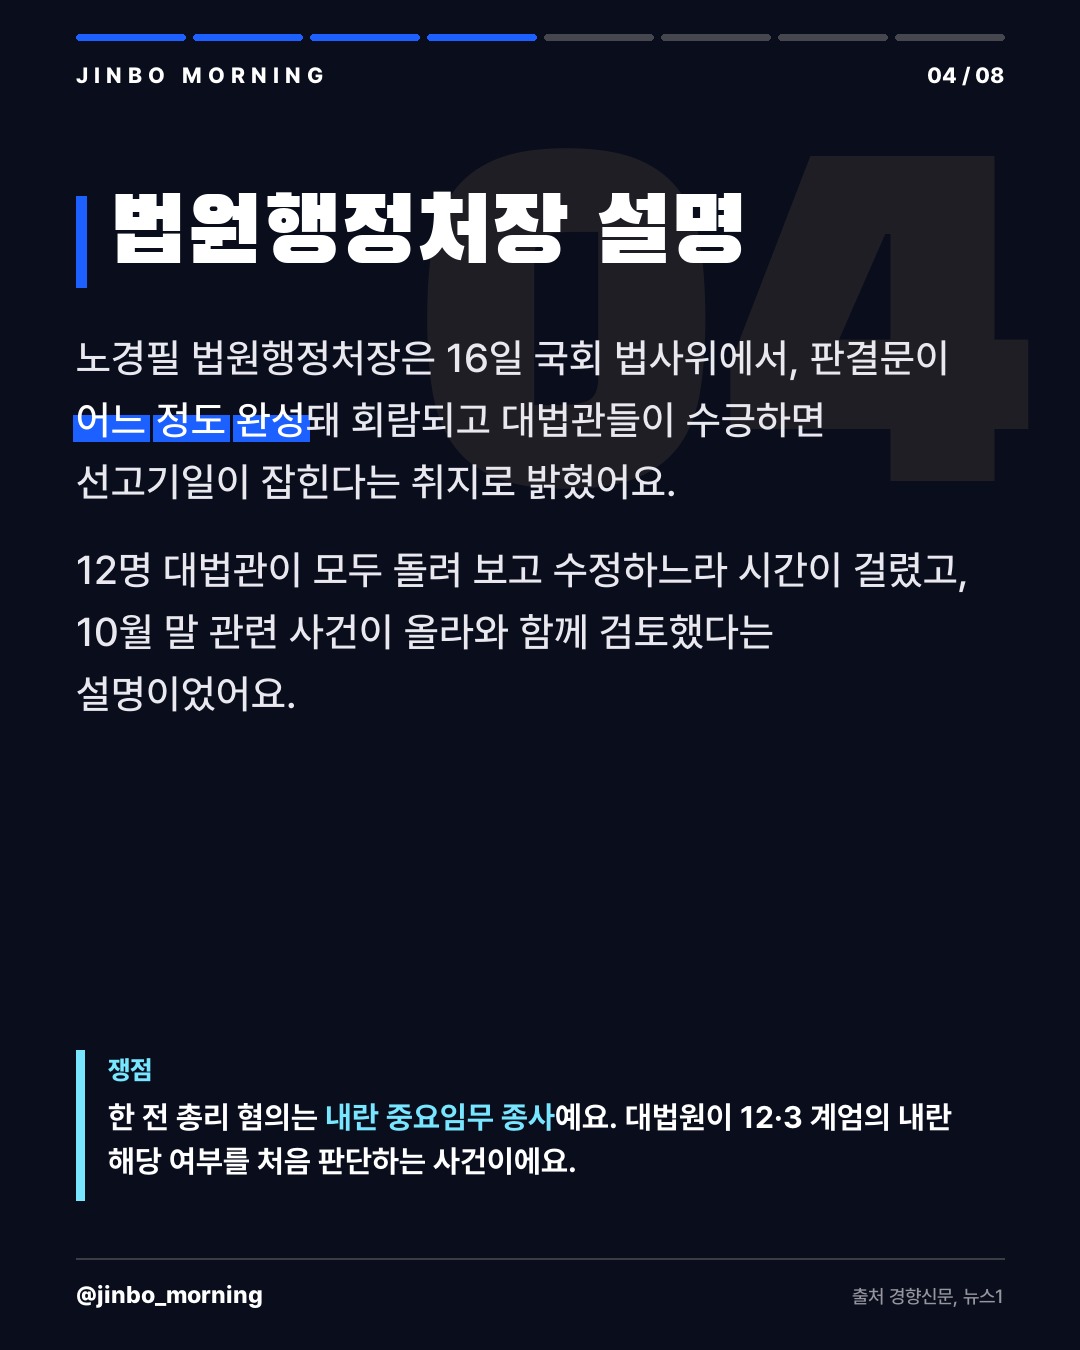 JINBO MORNING
04 / 08
04
법원행정처장 설명
노경필 법원행정처장은 16일 국회 법사위에서, 판결문이
어느 정도 완성돼 회람되고 대법관들이 수긍하면
선고기일이 잡힌다는 취지로 밝혔어요.
12명 대법관이 모두 돌려 보고 수정하느라 시간이 걸렸고,
10월 말 관련 사건이 올라와 함께 검토했다는
설명이었어요.
쟁점
한 전 총리 혐의는 내란 중요임무 종사예요. 대법원이 12·3 계엄의 내란
해당 여부를 처음 판단하는 사건이에요.
@jinbo_morning
출처 경향신문, 뉴스1